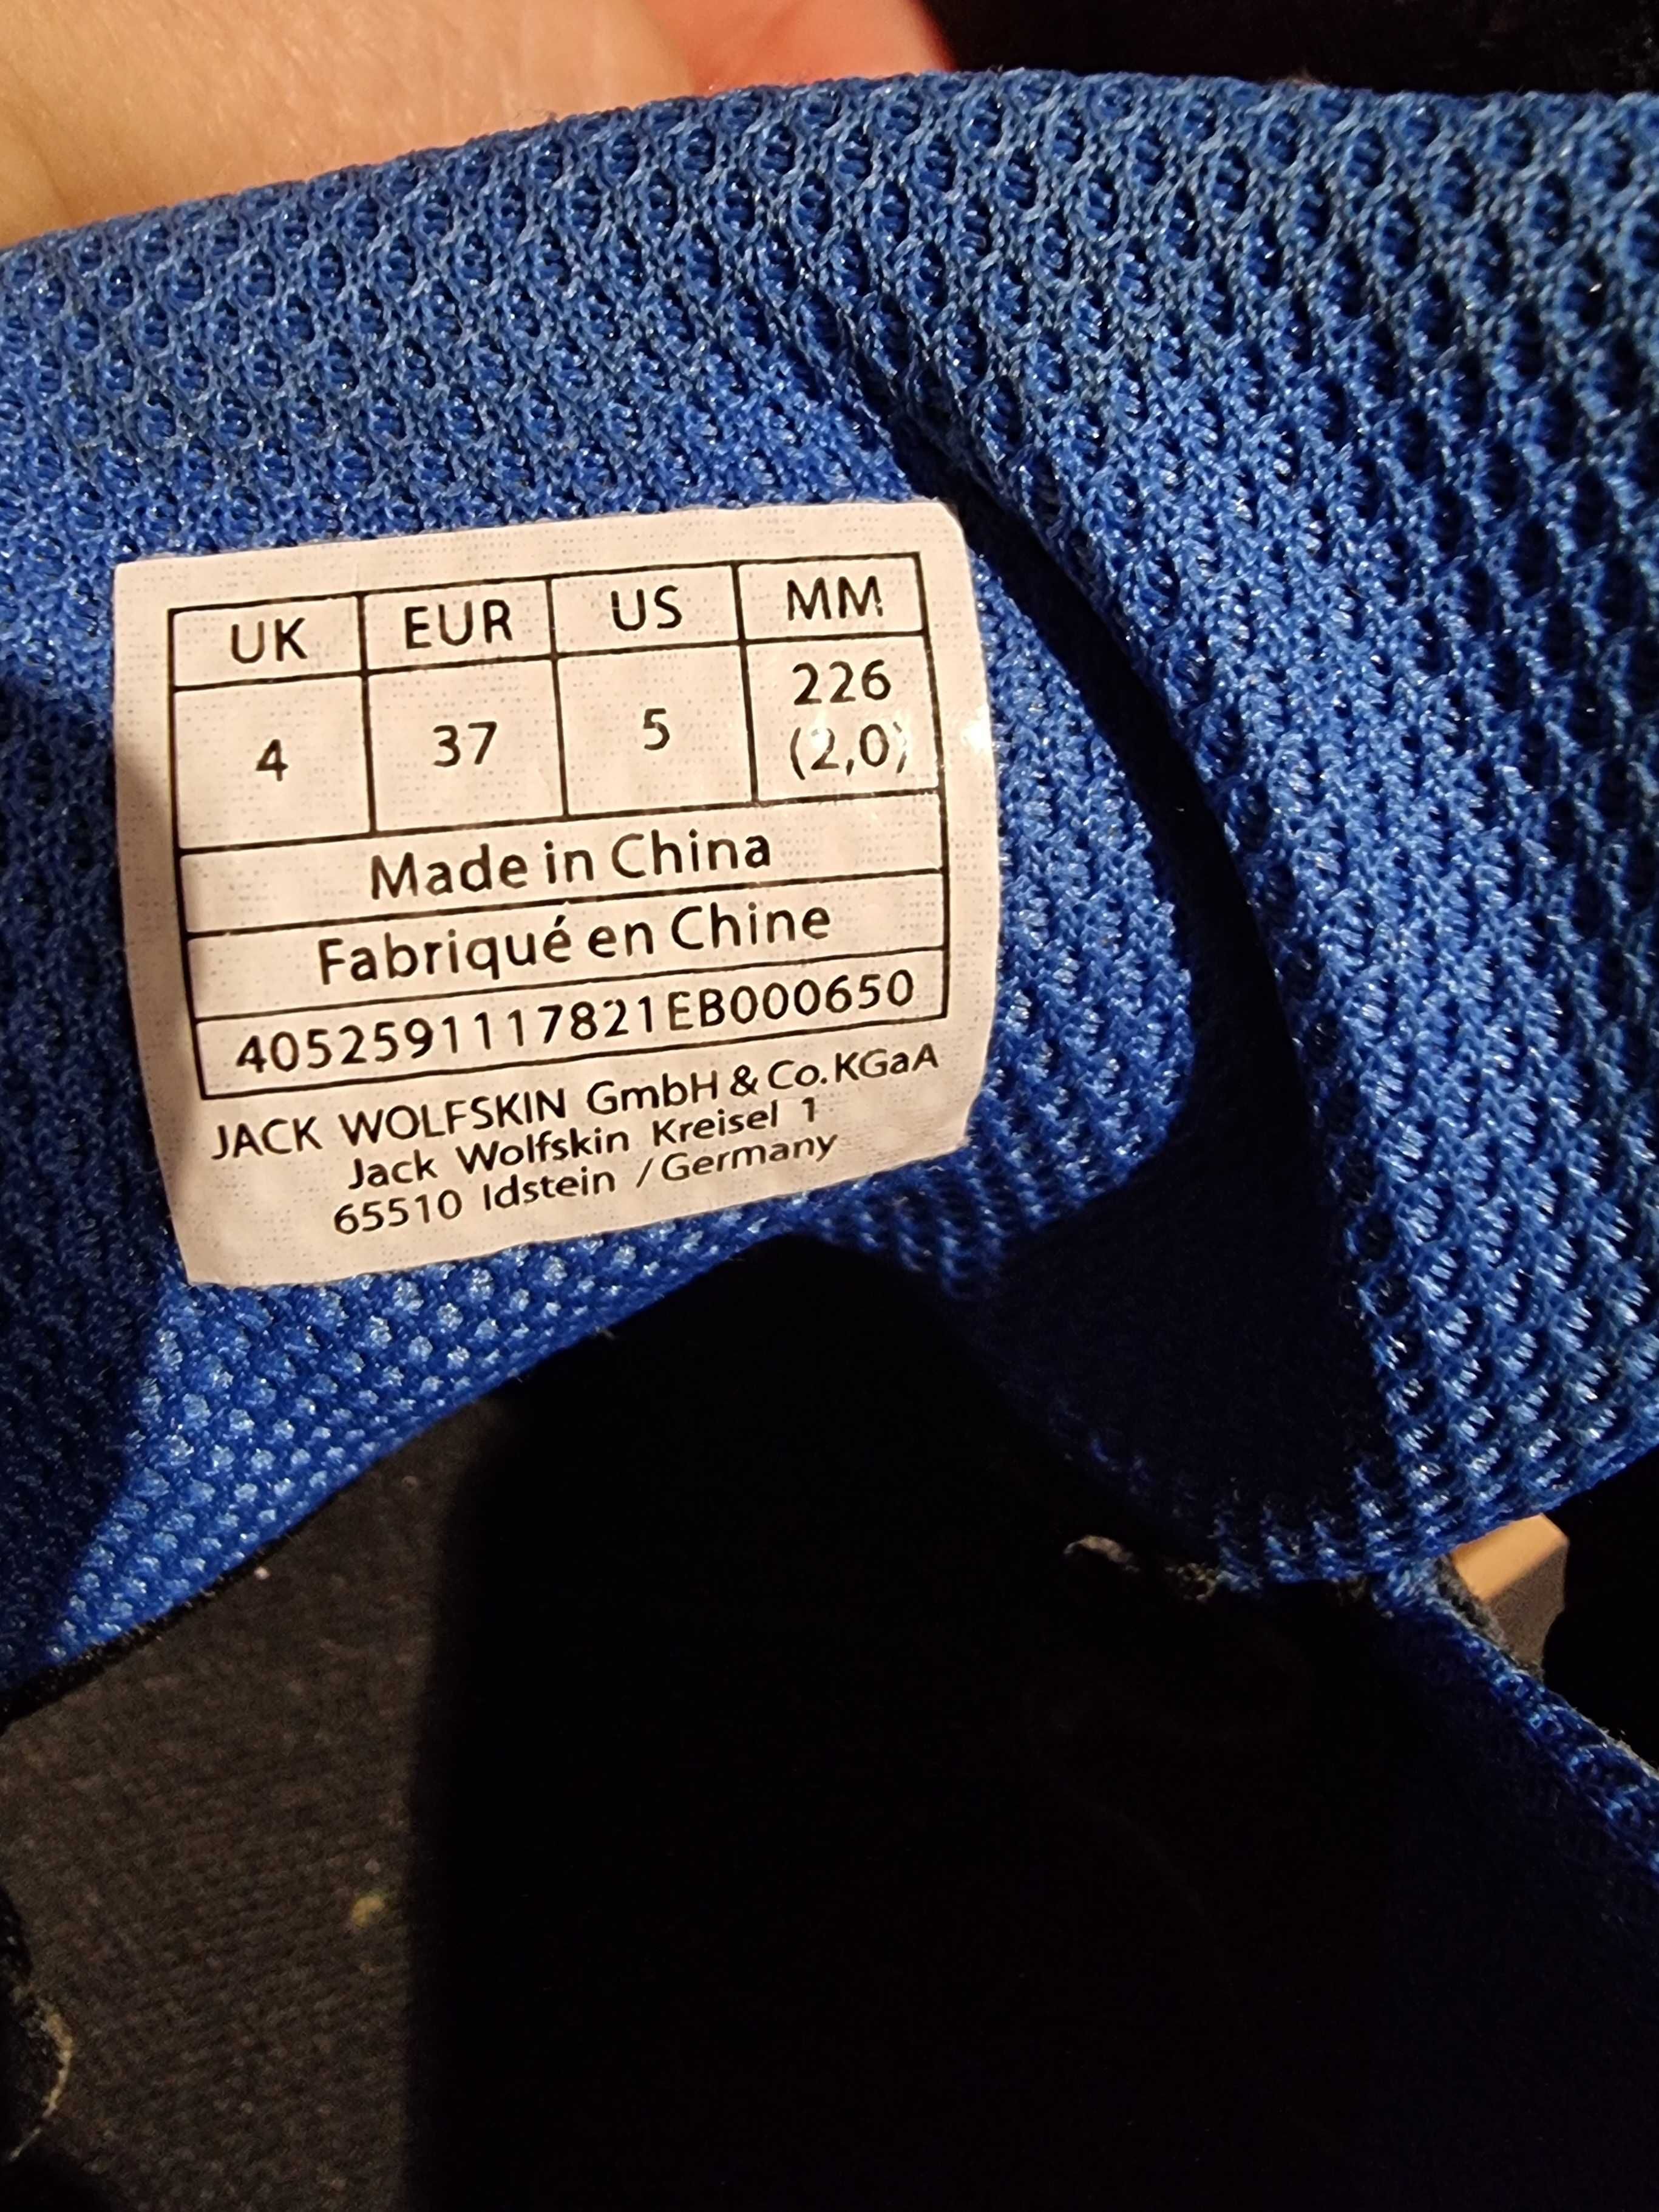 UK EUR US MM
4 37 5 226
(2,0)
Made in China
Fabriqué en Chine
4052591117821EB000650
JACK WOLFSKIN GmbH & Co. KGaA
Jack Wolfskin Kreisel 1
65510 Idstein / Germany